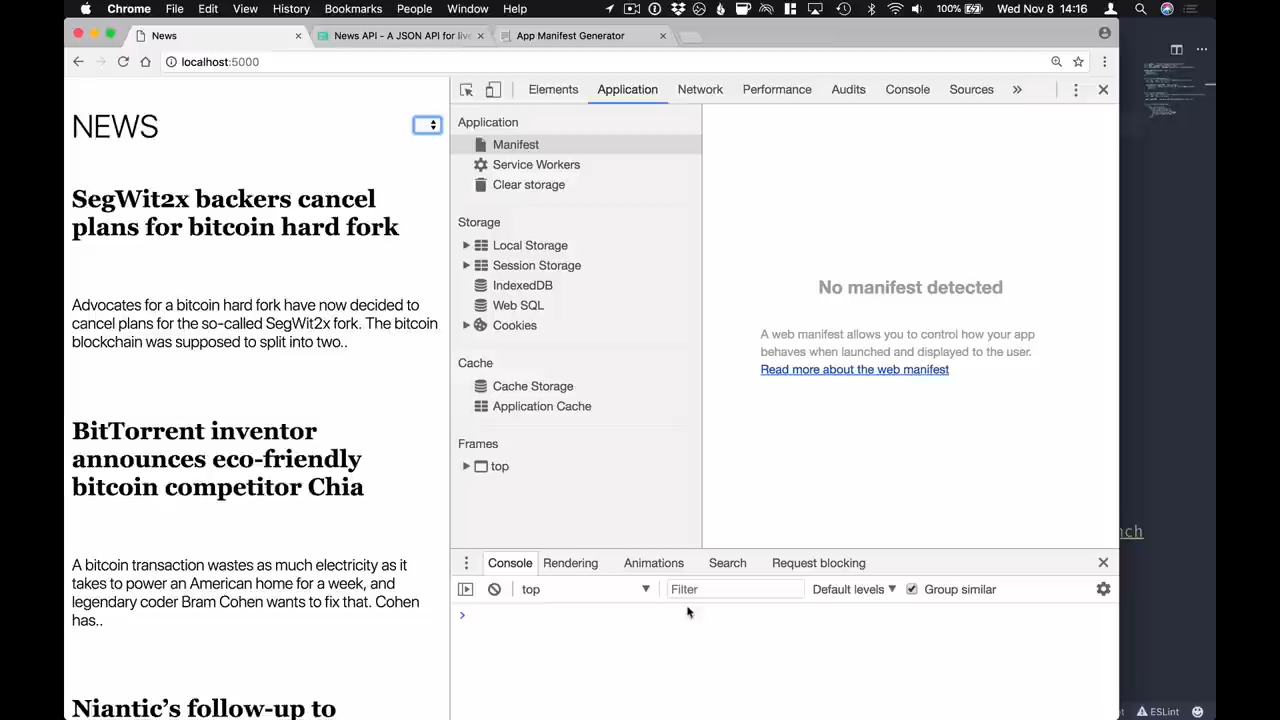 Chrome File Edit View History Bookmarks People Window Help 100% Wed Nov 8 14:16
News News API - A JSON API for live App Manifest Generator
localhost:5000
Elements Application Network Performance Audits Console Sources »
NEWS
SegWit2x backers cancel
plans for bitcoin hard fork
Advocates for a bitcoin hard fork have now decided to
cancel plans for the so-called SegWit2x fork. The bitcoin
blockchain was supposed to split into two..
BitTorrent inventor
announces eco-friendly
bitcoin competitor Chia
A bitcoin transaction wastes as much electricity as it
takes to power an American home for a week, and
legendary coder Bram Cohen wants to fix that. Cohen
has..
Niantic's follow-up to
Application
Manifest
Service Workers
Clear storage
Storage
Local Storage
Session Storage
IndexedDB
Web SQL
Cookies
Cache
Cache Storage
Application Cache
Frames
top
No manifest detected
A web manifest allows you to control how your app
behaves when launched and displayed to the user.
Read more about the web manifest
Console Rendering Animations Search Request blocking
top Filter Default levels Group similar
>
ESLint